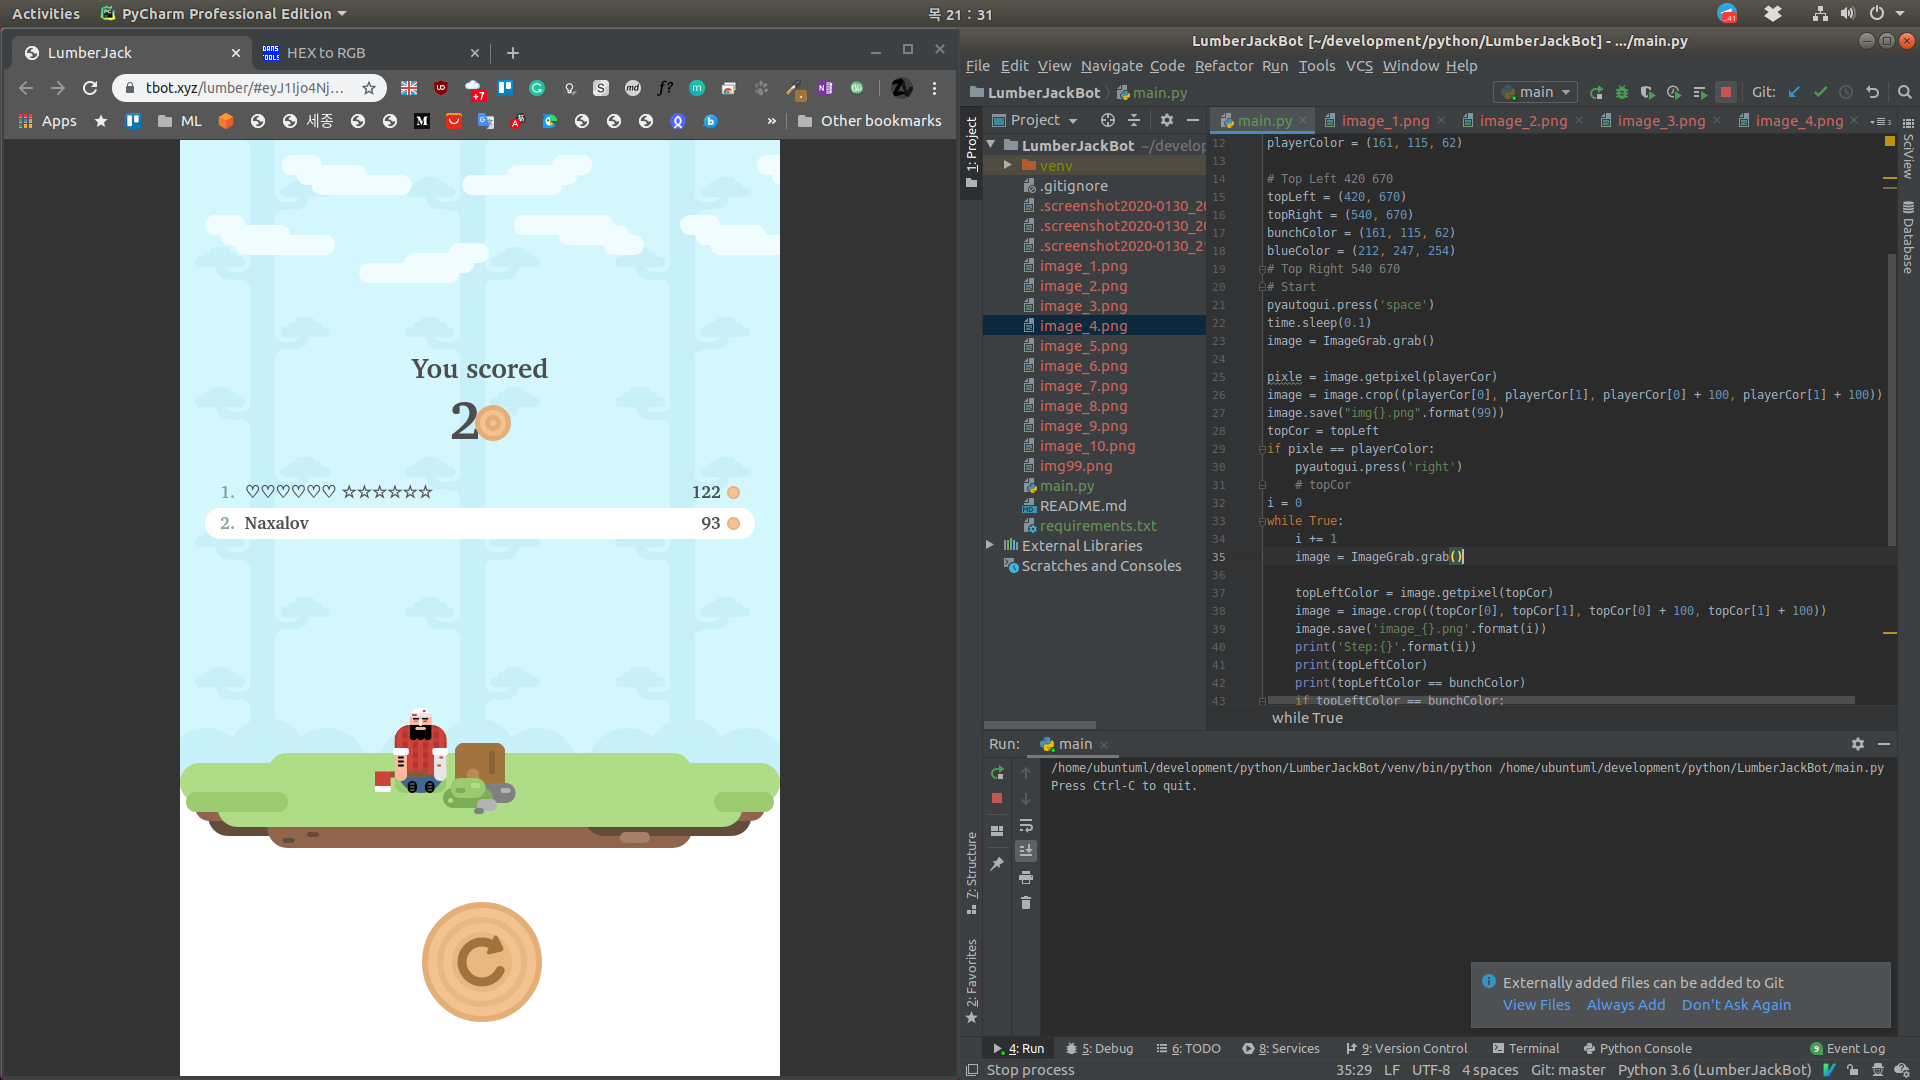 Activities
PyCharm Professional Edition
목 21 : 31
LumberJack
HEX to RGB
tbot.xyz/lumber/#eyJ1Ijo4Nj...
Apps
ML
세종
»
Other bookmarks
You scored
2
1. ♡♡♡♡♡♡ ☆☆☆☆☆☆ 122
2. Naxalov 93
LumberJackBot [~/development/python/LumberJackBot] - .../main.py
File Edit View Navigate Code Refactor Run Tools VCS Window Help
LumberJackBot
main.py
main
Git:
1: Project
Project
main.py
image_1.png
image_2.png
image_3.png
image_4.png
SciView
Database
LumberJackBot ~/develop
venv
.gitignore
.screenshot2020-0130_20
.screenshot2020-0130_20
.screenshot2020-0130_2
image_1.png
image_2.png
image_3.png
image_4.png
image_5.png
image_6.png
image_7.png
image_8.png
image_9.png
image_10.png
img99.png
main.py
README.md
requirements.txt
External Libraries
Scratches and Consoles
12 playerColor = (161, 115, 62)
13
14 # Top Left 420 670
15 topLeft = (420, 670)
16 topRight = (540, 670)
17 bunchColor = (161, 115, 62)
18 blueColor = (212, 247, 254)
19 # Top Right 540 670
20 # Start
21 pyautogui.press('space')
22 time.sleep(0.1)
23 image = ImageGrab.grab()
24
25 pixle = image.getpixel(playerCor)
26 image = image.crop((playerCor[0], playerCor[1], playerCor[0] + 100, playerCor[1] + 100))
27 image.save("img{}.png".format(99))
28 topCor = topLeft
29 if pixle == playerColor:
30 pyautogui.press('right')
31 # topCor
32 i = 0
33 while True:
34 i += 1
35 image = ImageGrab.grab()
36
37 topLeftColor = image.getpixel(topCor)
38 image = image.crop((topCor[0], topCor[1], topCor[0] + 100, topCor[1] + 100))
39 image.save('image_{}.png'.format(i))
40 print('Step:{}'.format(i))
41 print(topLeftColor)
42 print(topLeftColor == bunchColor)
43 if topLeftColor == bunchColor:
while True
Run:
main
/home/ubuntuml/development/python/LumberJackBot/venv/bin/python /home/ubuntuml/development/python/LumberJackBot/main.py
Press Ctrl-C to quit.
7: Structure
2: Favorites
Externally added files can be added to Git
View Files Always Add Don't Ask Again
4: Run
5: Debug
6: TODO
8: Services
9: Version Control
Terminal
Python Console
Event Log
Stop process
35:29 LF UTF-8 4 spaces Git: master Python 3.6 (LumberJackBot)